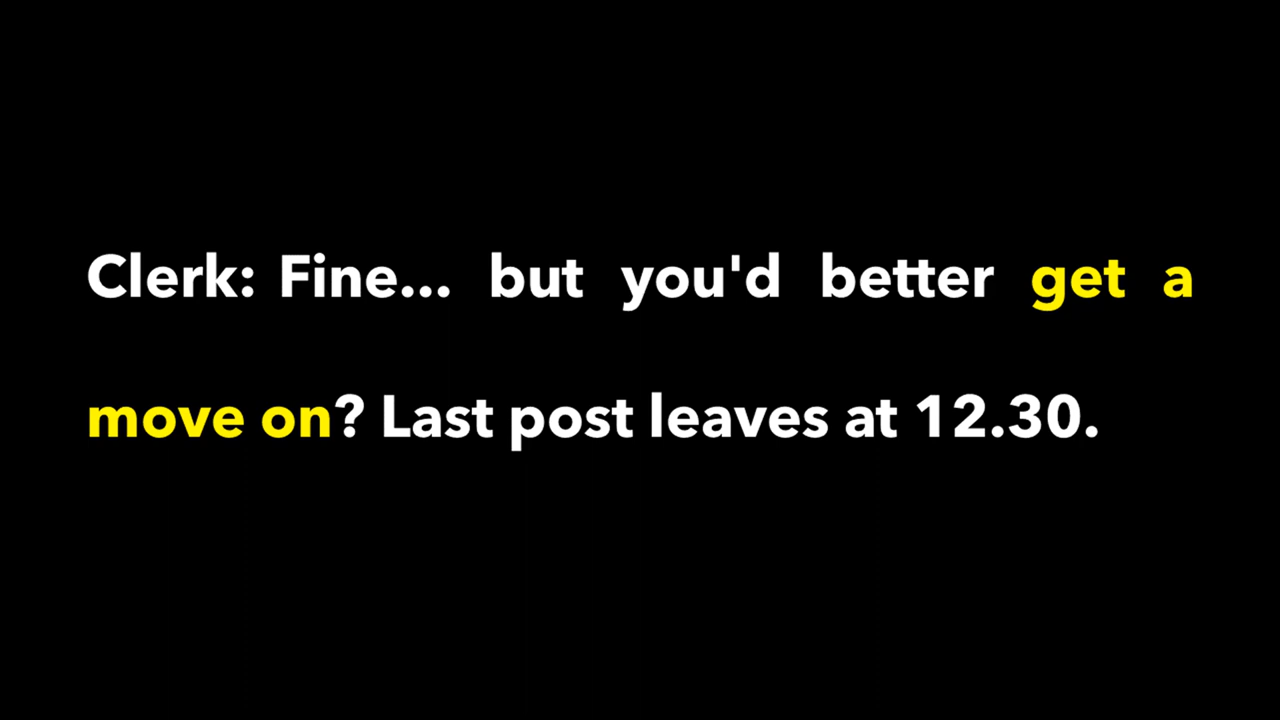 Clerk: Fine... but you'd better get a
move on? Last post leaves at 12.30.